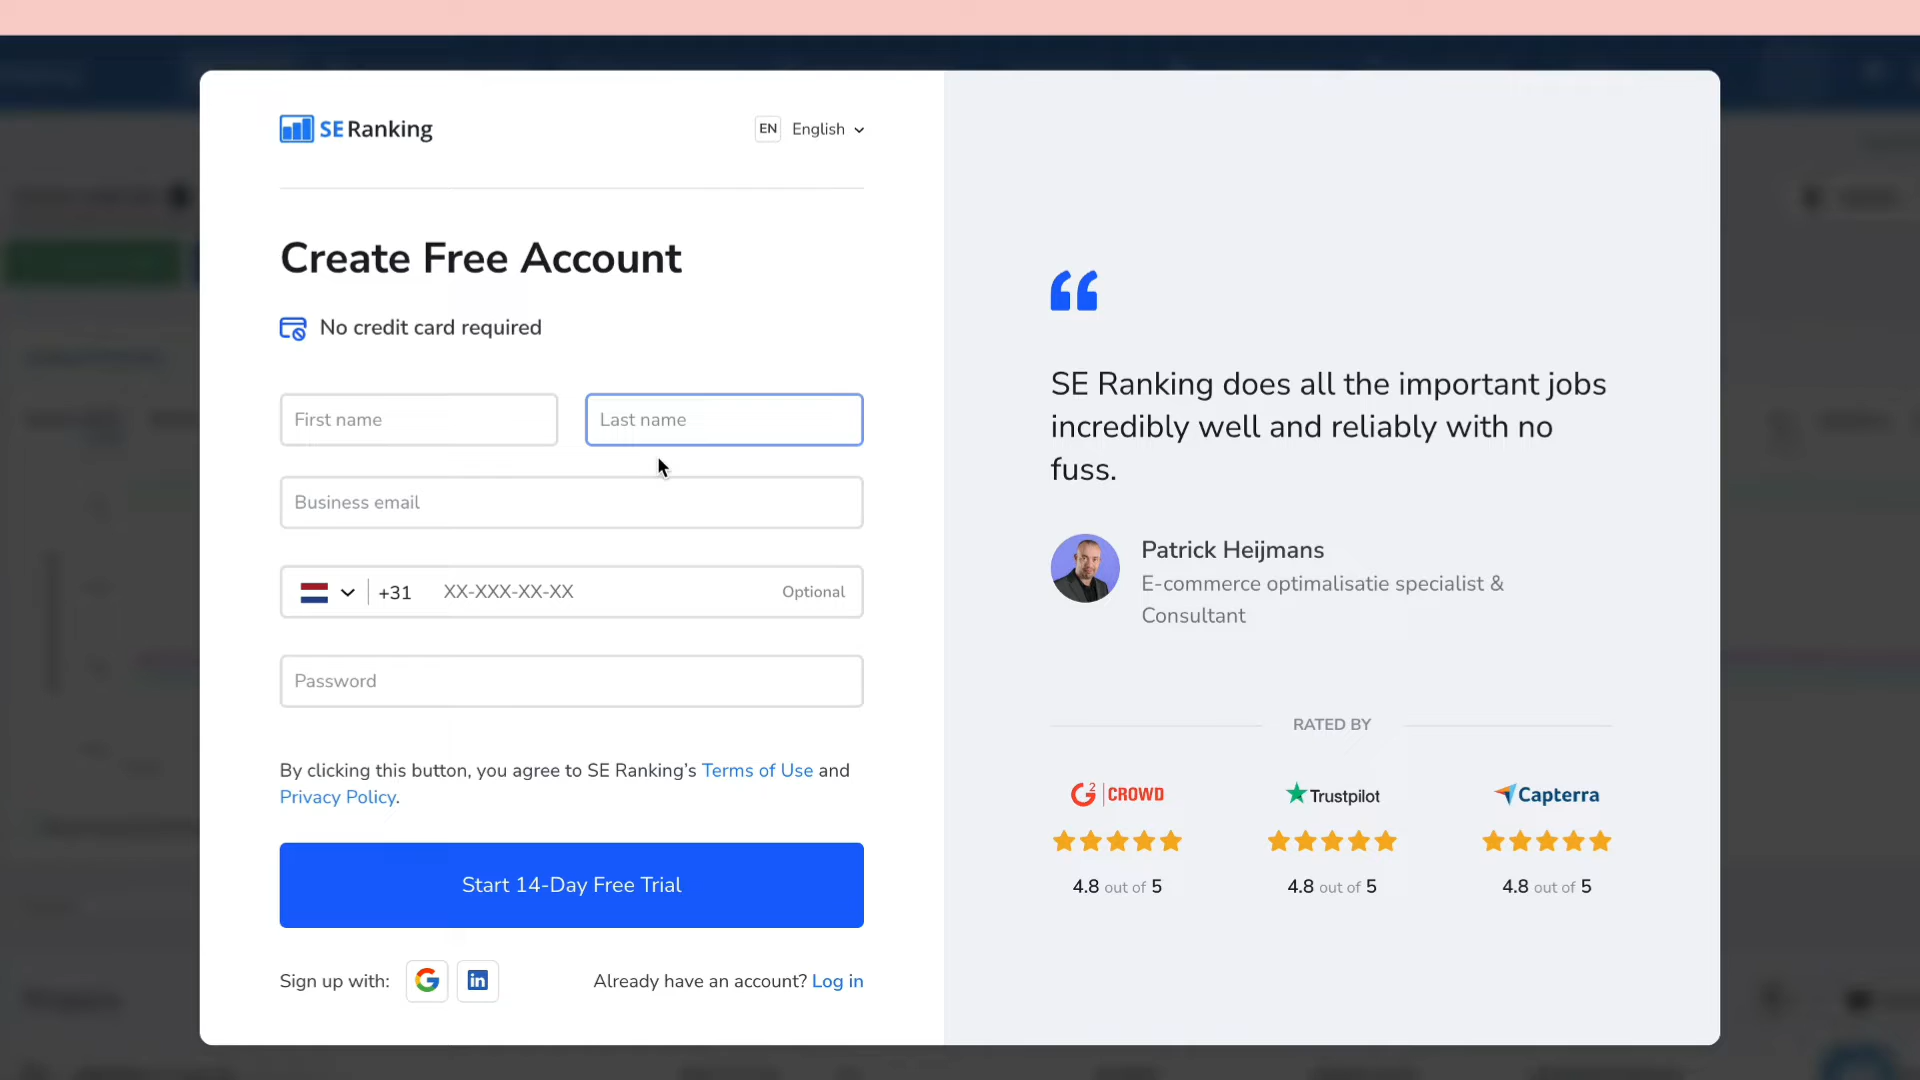 SE Ranking
EN English
Create Free Account
No credit card required
First name
Last name
Business email
+31 XX-XXX-XX-XX Optional
Password
By clicking this button, you agree to SE Ranking’s Terms of Use and
Privacy Policy.
Start 14-Day Free Trial
Sign up with:
in
Already have an account? Log in
SE Ranking does all the important jobs
incredibly well and reliably with no
fuss.
Patrick Heijmans
E-commerce optimalisatie specialist &
Consultant
RATED BY
G2 CROWD
Trustpilot
Capterra
4.8 out of 5
4.8 out of 5
4.8 out of 5